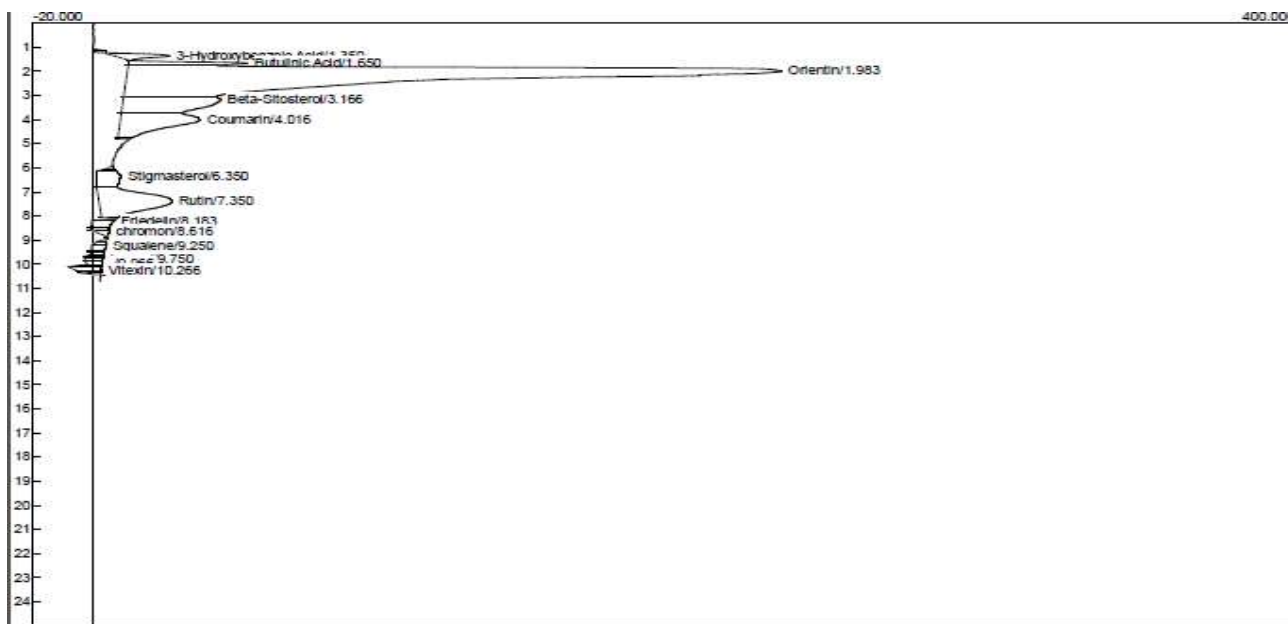 -20.000 400.000
1
3-Hydroxybenzoic Acid/1.350
Butulinic Acid/1.650
2
Orientin/1.983
3
Beta-Sitosterol/3.166
4
Coumarin/4.016
5
6
Stigmasterol/6.350
7
Rutin/7.350
8
Friedelin/8.183
chromon/8.616
9
Squalene/9.250
/9.750
10
Vitexin/10.266
11
12
13
14
15
16
17
18
19
20
21
22
23
24